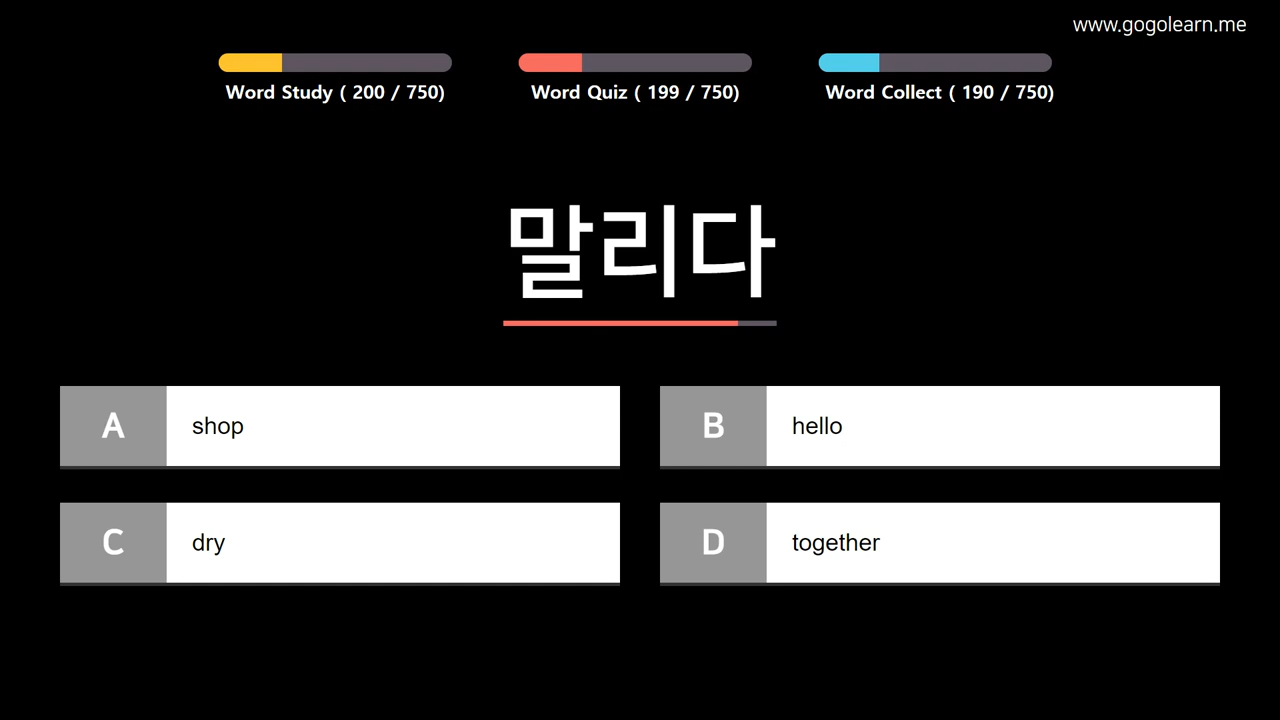 www.gogolearn.me
Word Study ( 200 / 750)
Word Quiz ( 199 / 750)
Word Collect ( 190 / 750)
말리다
A shop
B hello
C dry
D together